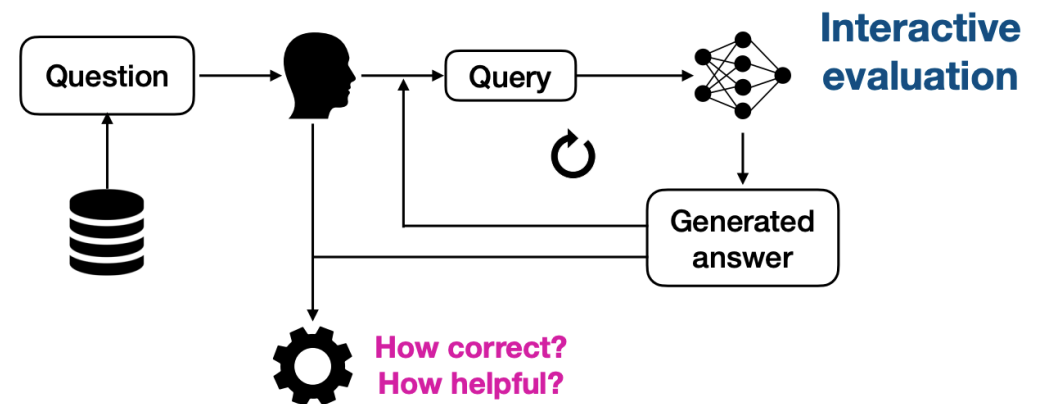 Question
Query
Interactive
evaluation
Generated
answer
How correct?
How helpful?